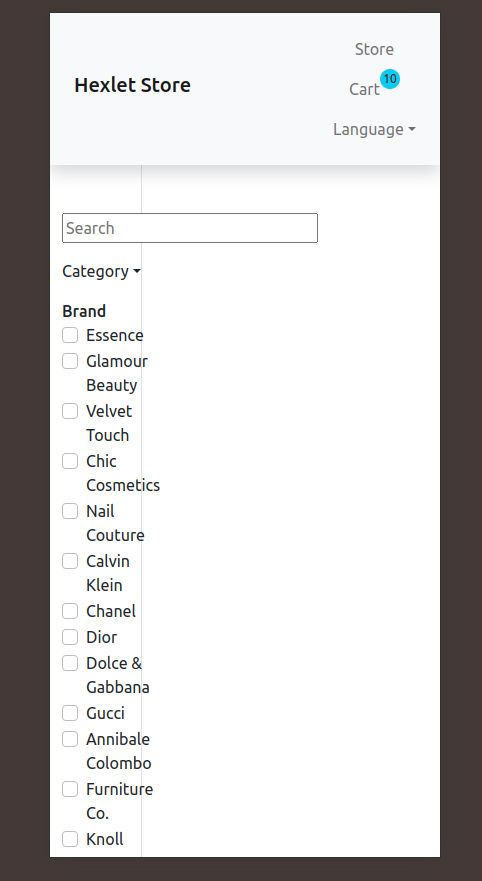 Hexlet Store
Store
Cart 10
Language
Search
Category
Brand
Essence
Glamour
Beauty
Velvet
Touch
Chic
Cosmetics
Nail
Couture
Calvin
Klein
Chanel
Dior
Dolce &
Gabbana
Gucci
Annibale
Colombo
Furniture
Co.
Knoll